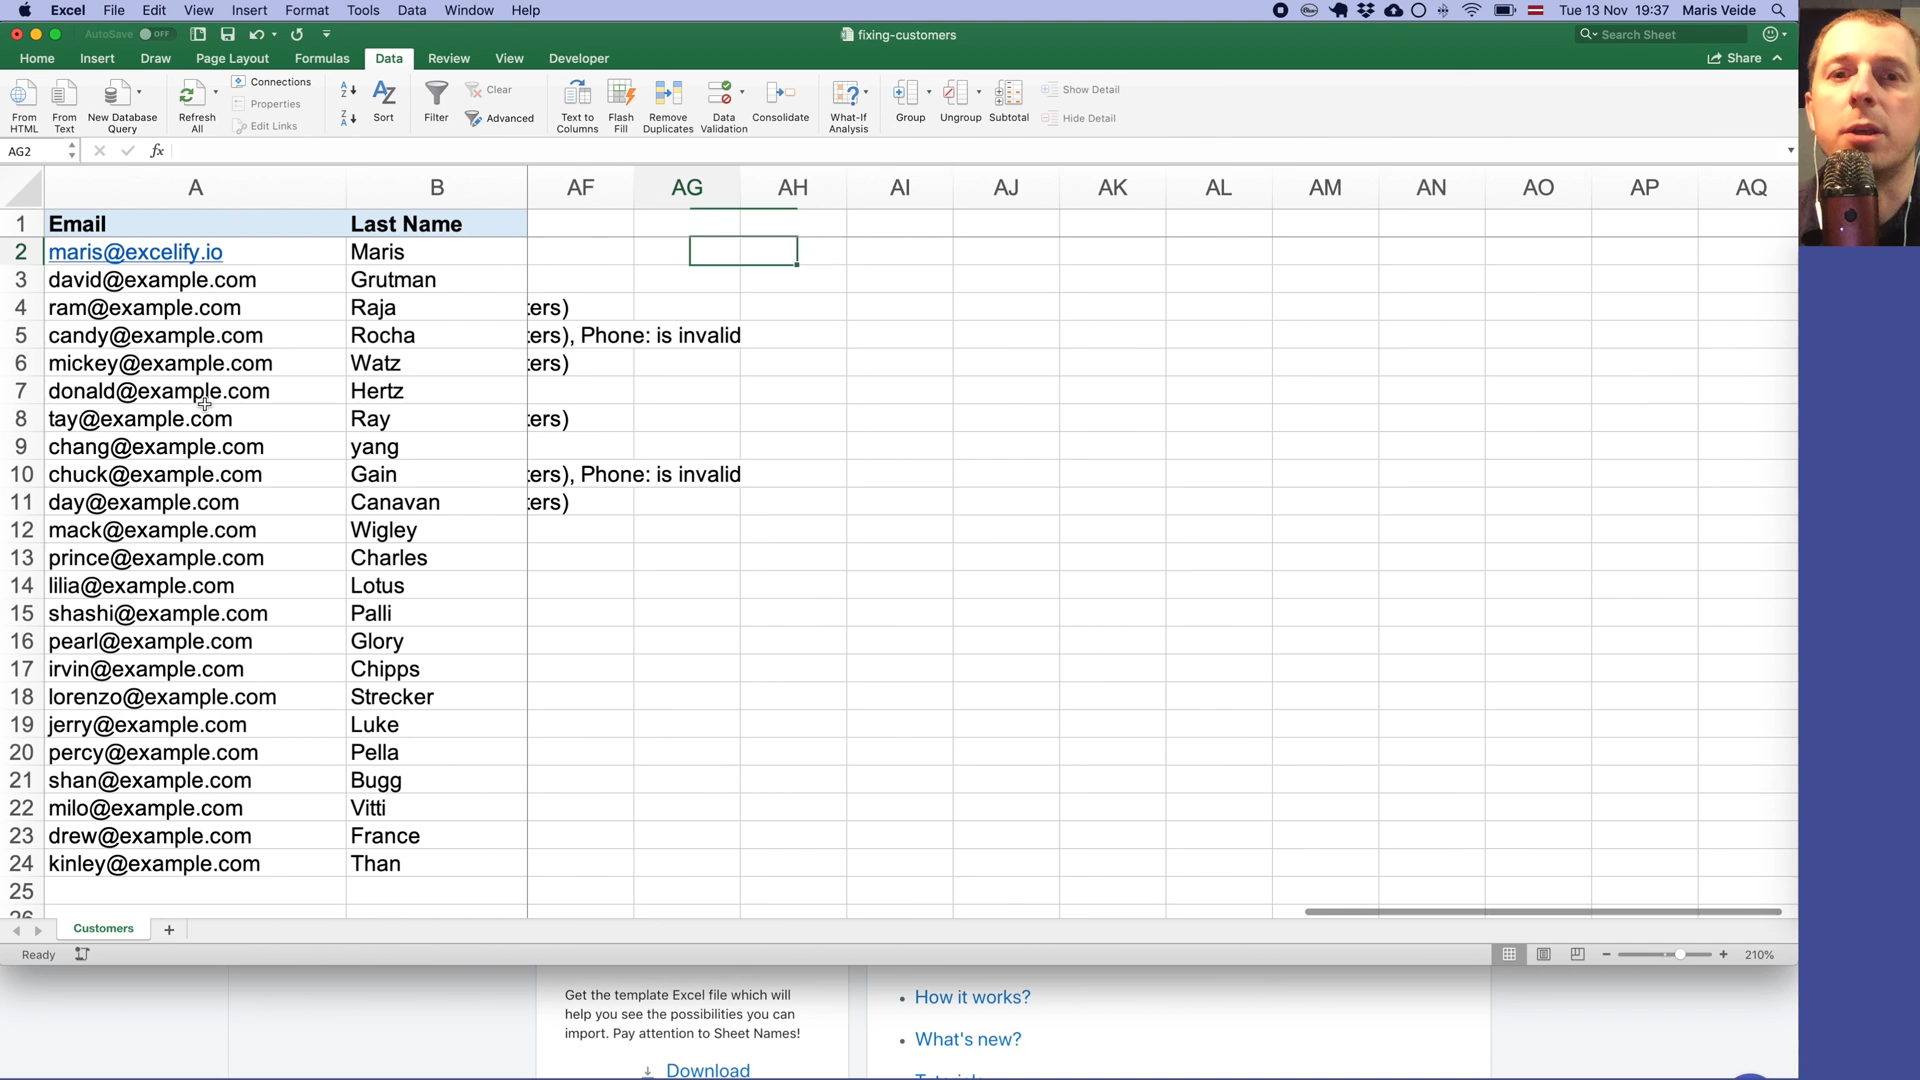 Excel File Edit View Insert Format Tools Data Window Help Tue 13 Nov 19:37 Maris Veide
AutoSave OFF fixing-customers Search Sheet
Home Insert Draw Page Layout Formulas Data Review View Developer Share
From HTML From Text New Database Query Refresh All Connections Properties Edit Links Sort Filter Clear Advanced Text to Columns Flash Fill Remove Duplicates Data Validation Consolidate What-If Analysis Group Ungroup Subtotal Show Detail Hide Detail
AG2 fx
A B AF AG AH AI AJ AK AL AM AN AO AP AQ
1 Email Last Name
2 maris@excelify.io Maris
3 david@example.com Grutman
4 ram@example.com Raja ters)
5 candy@example.com Rocha ters), Phone: is invalid
6 mickey@example.com Watz ters)
7 donald@example.com Hertz
8 tay@example.com Ray ters)
9 chang@example.com yang
10 chuck@example.com Gain ters), Phone: is invalid
11 day@example.com Canavan ters)
12 mack@example.com Wigley
13 prince@example.com Charles
14 lilia@example.com Lotus
15 shashi@example.com Palli
16 pearl@example.com Glory
17 irvin@example.com Chipps
18 lorenzo@example.com Strecker
19 jerry@example.com Luke
20 percy@example.com Pella
21 shan@example.com Bugg
22 milo@example.com Vitti
23 drew@example.com France
24 kinley@example.com Than
25
26
Customers
Ready 210%
Get the template Excel file which will
help you see the possibilities you can
import. Pay attention to Sheet Names!
Download
How it works?
What's new?